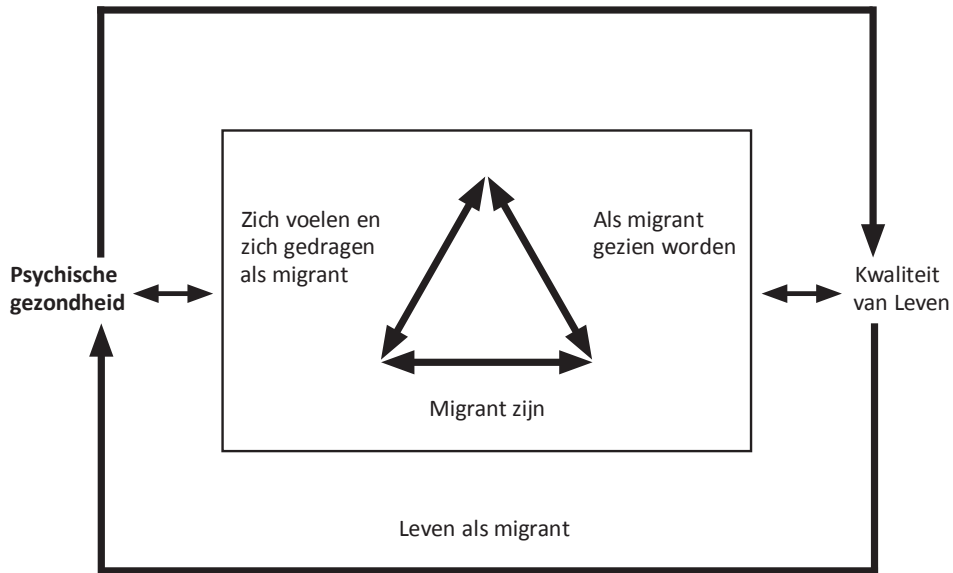 Zich voelen en
zich gedragen
als migrant
Als migrant
gezien worden
Psychische
gezondheid
Kwaliteit
van Leven
Migrant zijn
Leven als migrant